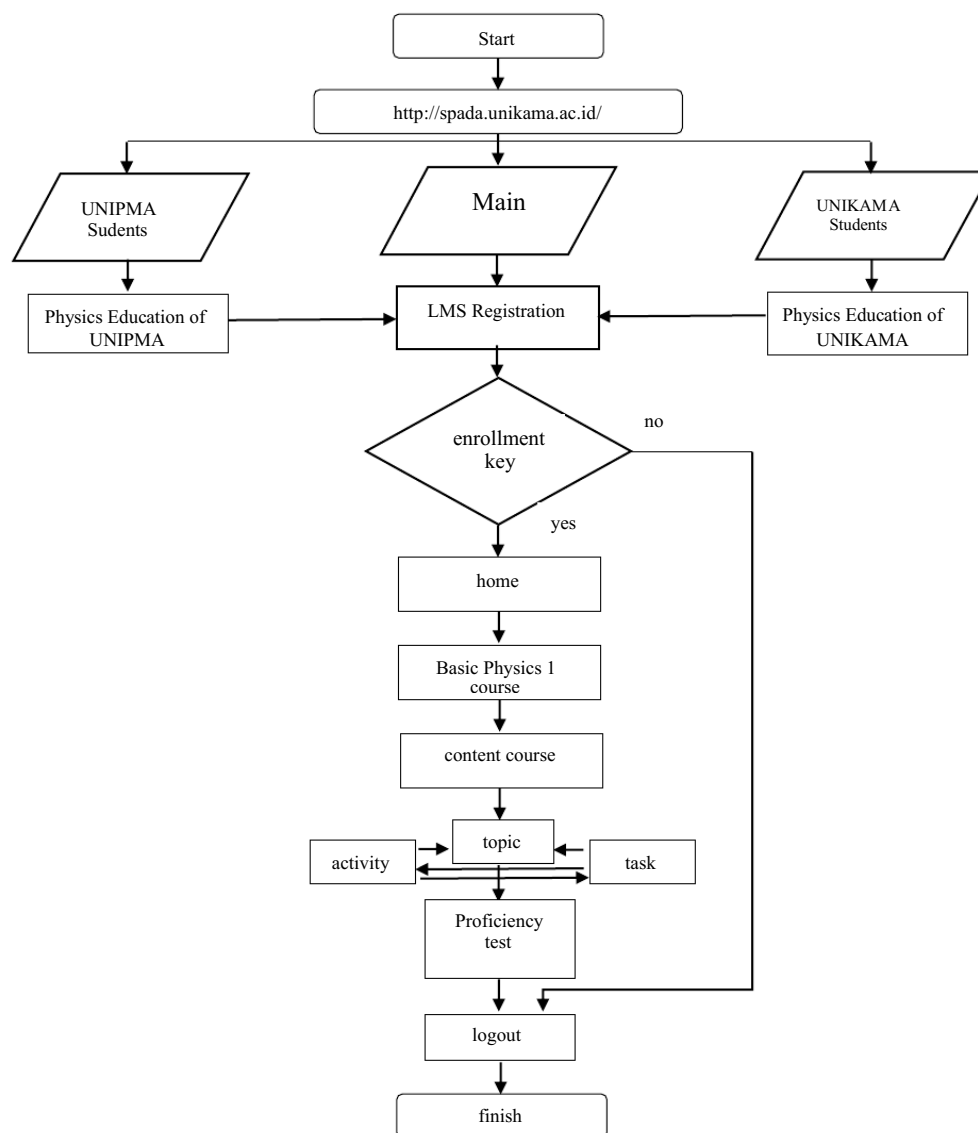 Start
http://spada.unikama.ac.id/
UNIPMA
Sudents
Main
UNIKAMA
Students
Physics Education of
UNIPMA
LMS Registration
Physics Education of
UNIKAMA
enrollment
key
no
yes
home
Basic Physics 1
course
content course
topic
activity
task
Proficiency
test
logout
finish